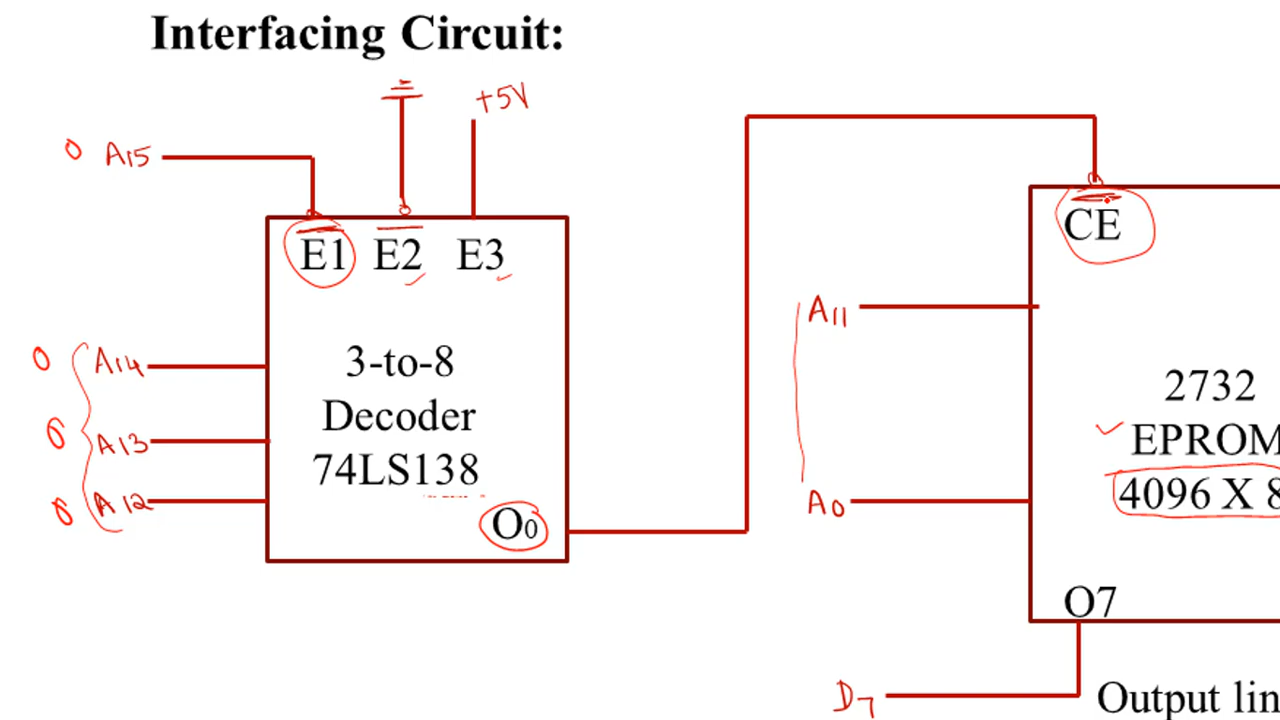 Interfacing Circuit:
+5V
0 A15
E1 E2 E3
CE
A11
0 A14
3-to-8
Decoder
74LS138
0 A13
0 A12
O0
2732
EPROM
4096 X 8
A0
O7
D7
Output lin